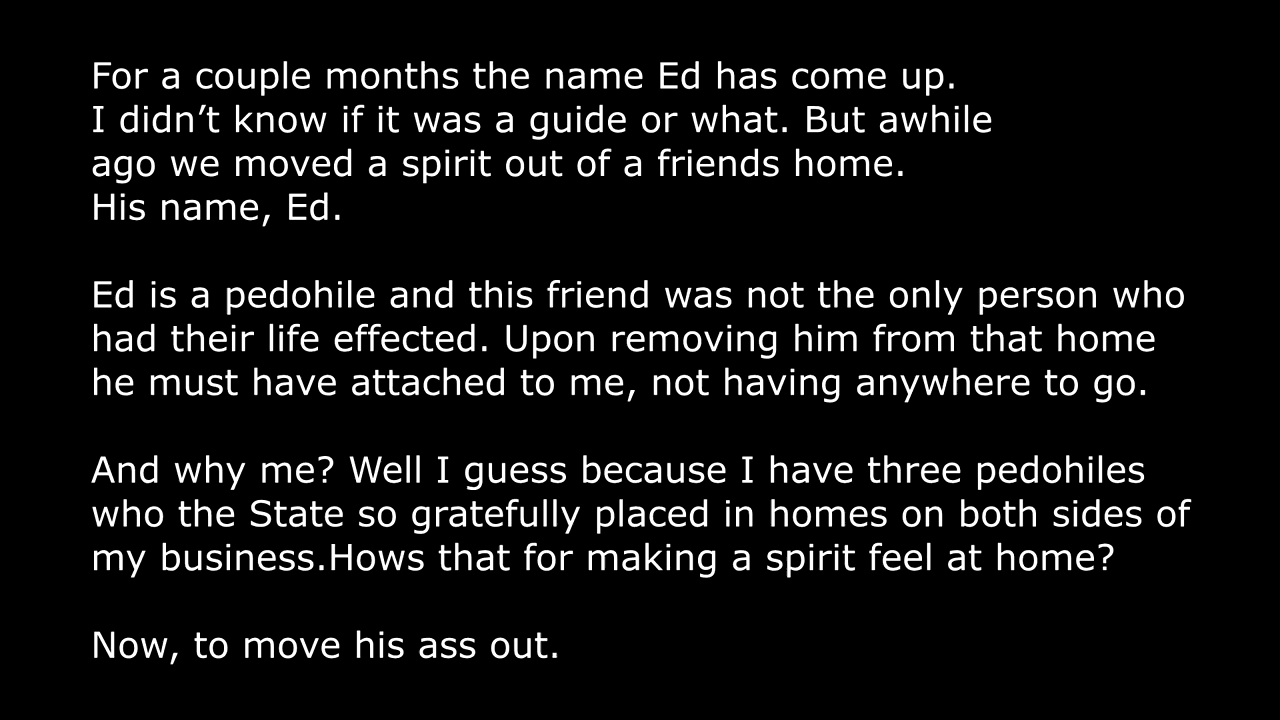 For a couple months the name Ed has come up.
I didn’t know if it was a guide or what. But awhile
ago we moved a spirit out of a friends home.
His name, Ed.
Ed is a pedohile and this friend was not the only person who
had their life effected. Upon removing him from that home
he must have attached to me, not having anywhere to go.
And why me? Well I guess because I have three pedohiles
who the State so gratefully placed in homes on both sides of
my business.Hows that for making a spirit feel at home?
Now, to move his ass out.